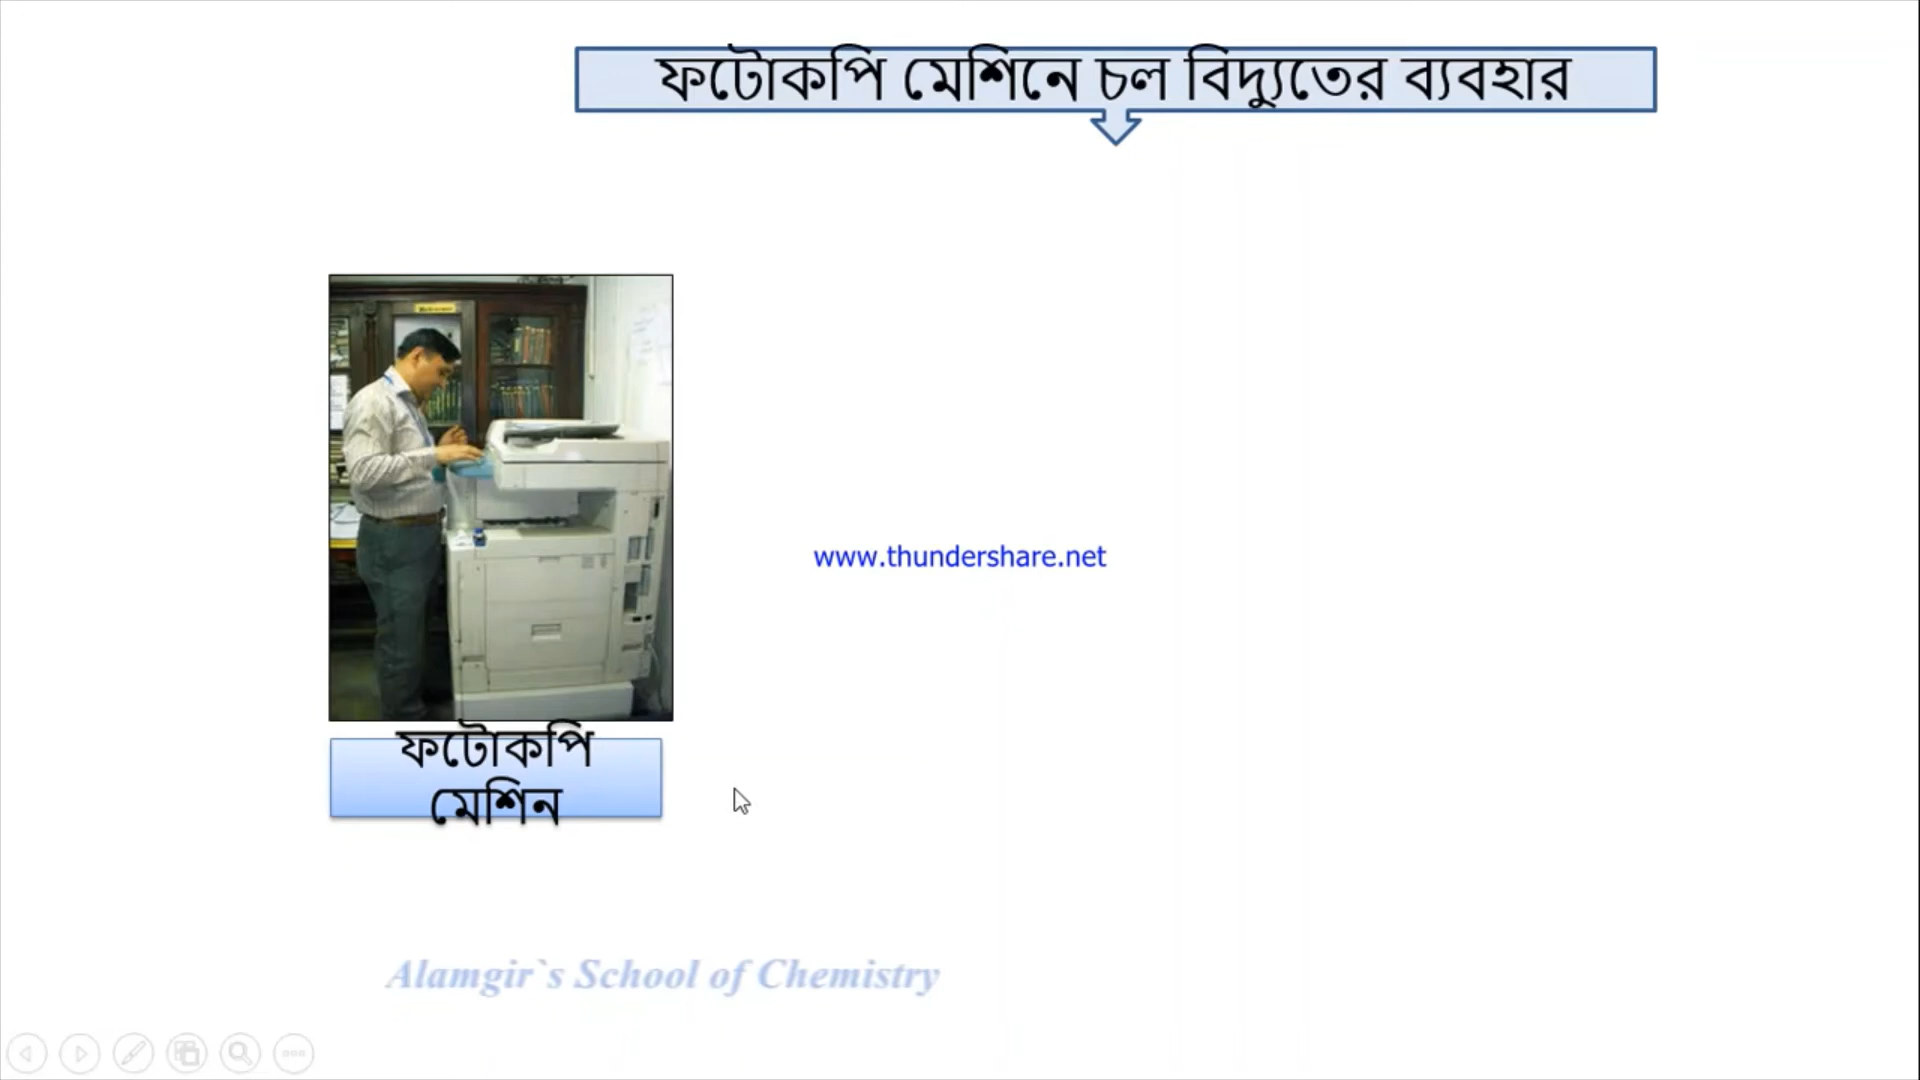 ফটোকপি মেশিনে চল বিদ্যুতের ব্যবহার
www.thundershare.net
ফটোকপি
মেশিন
Alamgir`s School of Chemistry